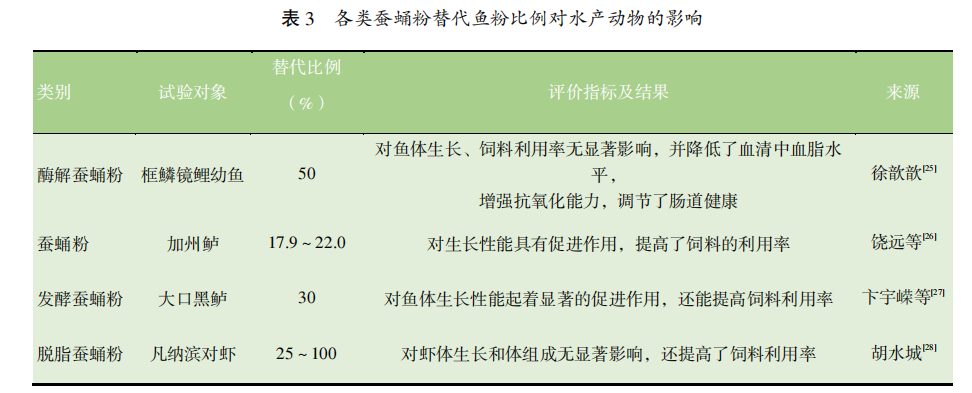 表 3 各类蚕蛹粉替代鱼粉比例对水产动物的影响
类别 试验对象 替代比例（%） 评价指标及结果 来源
酶解蚕蛹粉 框鳞镜鲤幼鱼 50 对鱼体生长、饲料利用率无显著影响，并降低了血清中血脂水
平，
增强抗氧化能力，调节了肠道健康 徐歆歆[25]
蚕蛹粉 加州鲈 17.9～22.0 对生长性能具有促进作用，提高了饲料的利用率 饶远等[26]
发酵蚕蛹粉 大口黑鲈 30 对鱼体生长性能起着显著的促进作用，还能提高饲料利用率 卞宇嵘等[27]
脱脂蚕蛹粉 凡纳滨对虾 25～100 对虾体生长和体组成无显著影响，还提高了饲料利用率 胡水城[28]